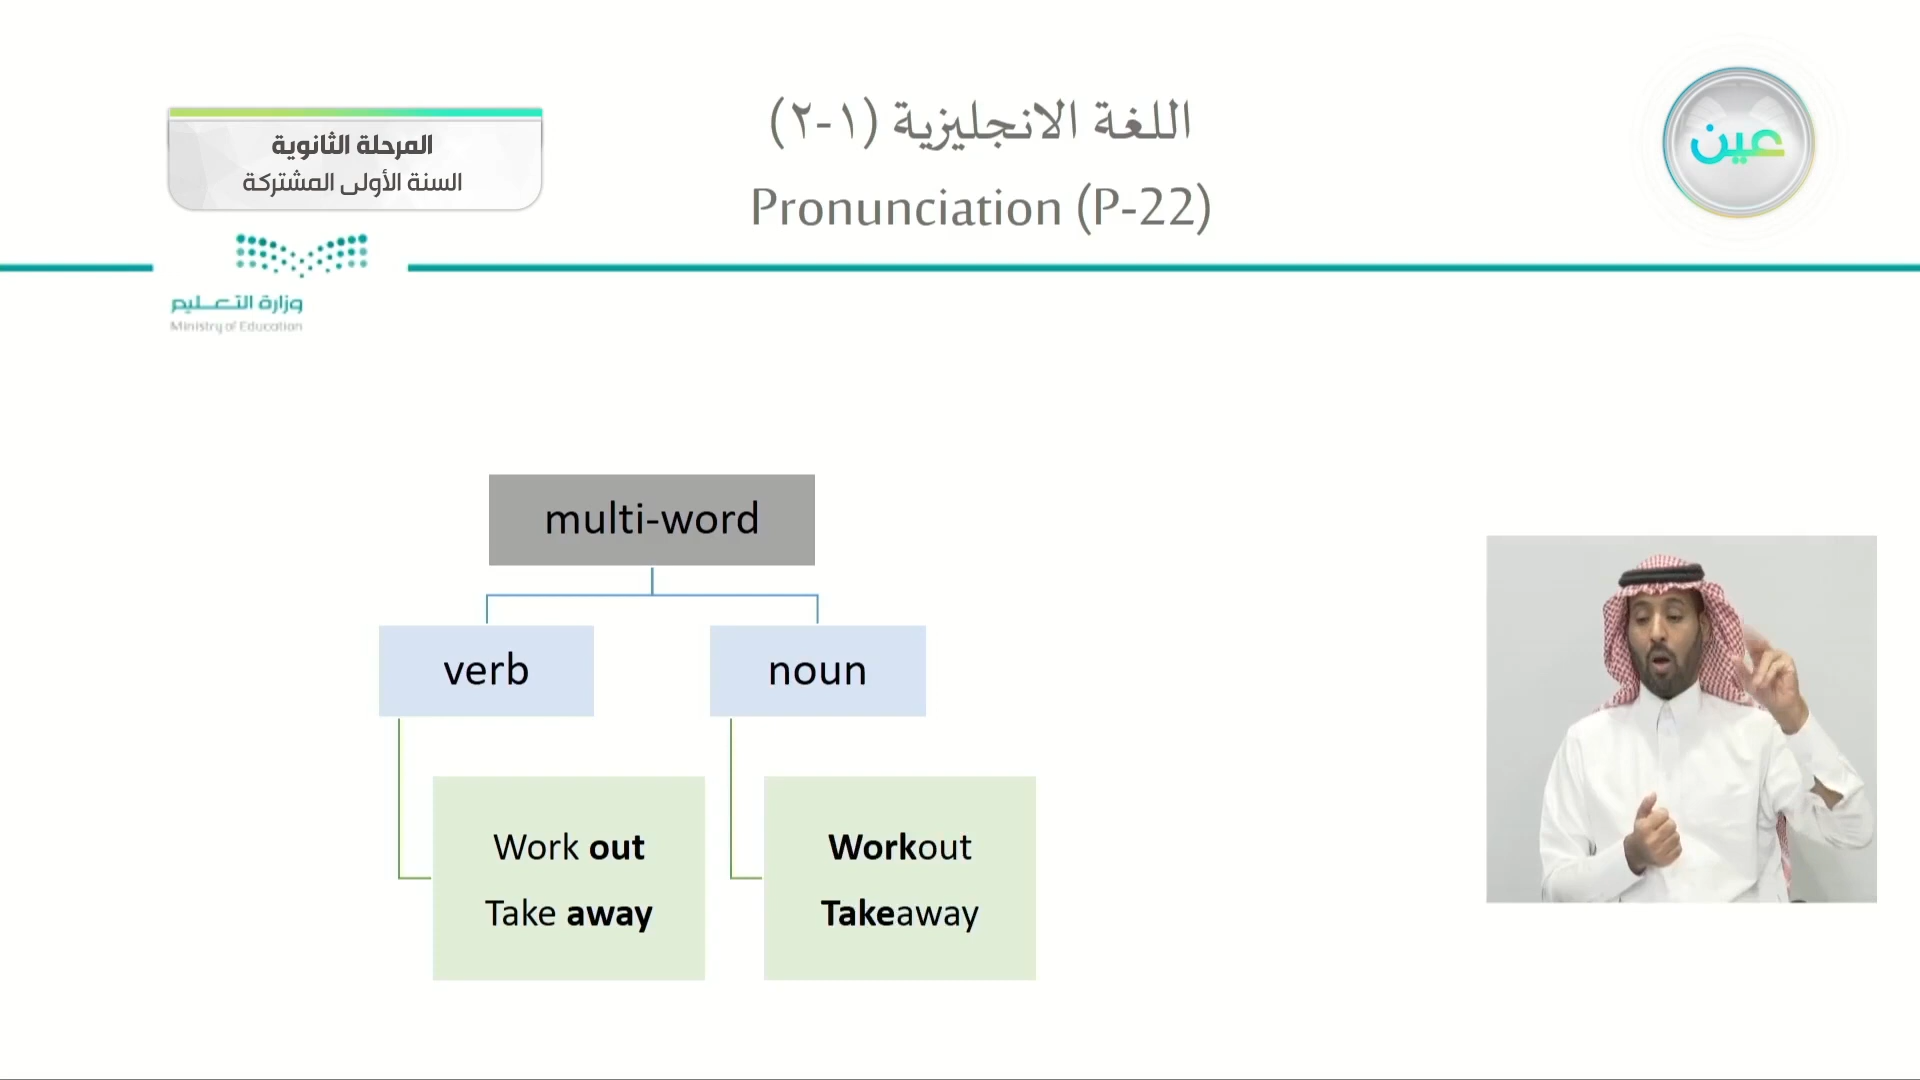 المرحلة الثانوية
السنة الأولى المشتركة
اللغة الانجليزية (١-٢)
Pronunciation (P-22)
عين
وزارة التعليم
Ministry of Education
multi-word
verb
noun
Work out
Take away
Workout
Takeaway